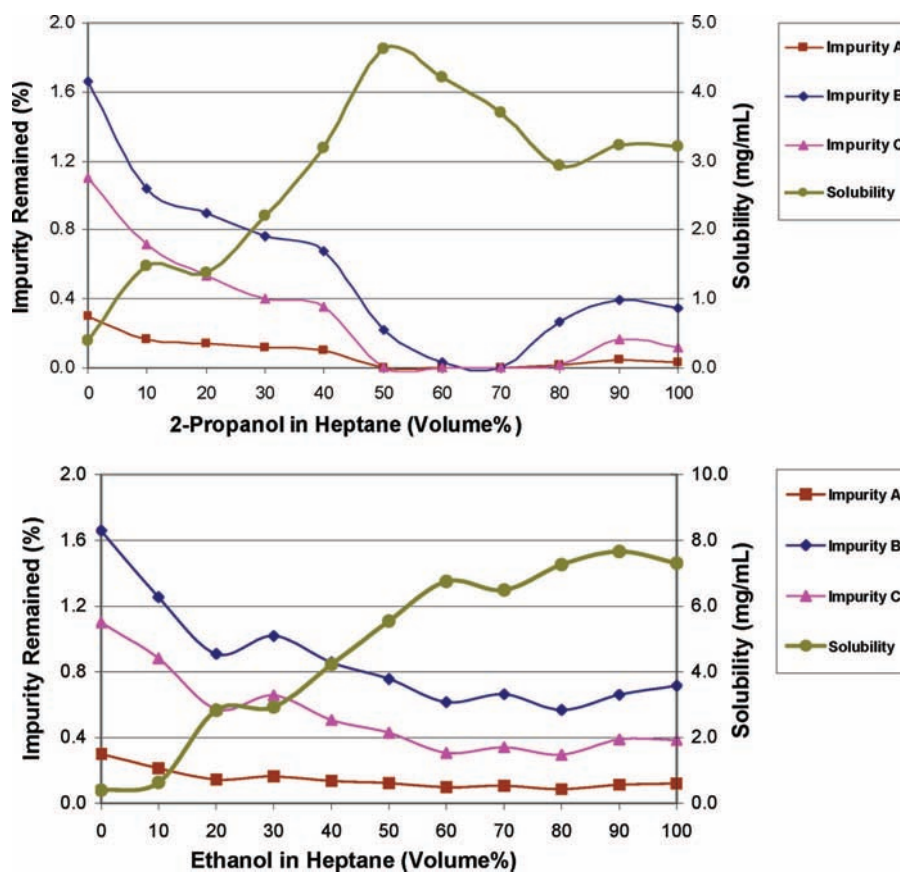 Impurity Remained (%)
2.0
1.6
1.2
0.8
0.4
0.0
0 10 20 30 40 50 60 70 80 90 100
2-Propanol in Heptane (Volume%)
5.0
4.0
3.0
2.0
1.0
0.0
Solubility (mg/mL)
Impurity A
Impurity B
Impurity C
Solubility
Impurity Remained (%)
2.0
1.6
1.2
0.8
0.4
0.0
0 10 20 30 40 50 60 70 80 90 100
Ethanol in Heptane (Volume%)
10.0
8.0
6.0
4.0
2.0
0.0
Solubility (mg/mL)
Impurity A
Impurity B
Impurity C
Solubility